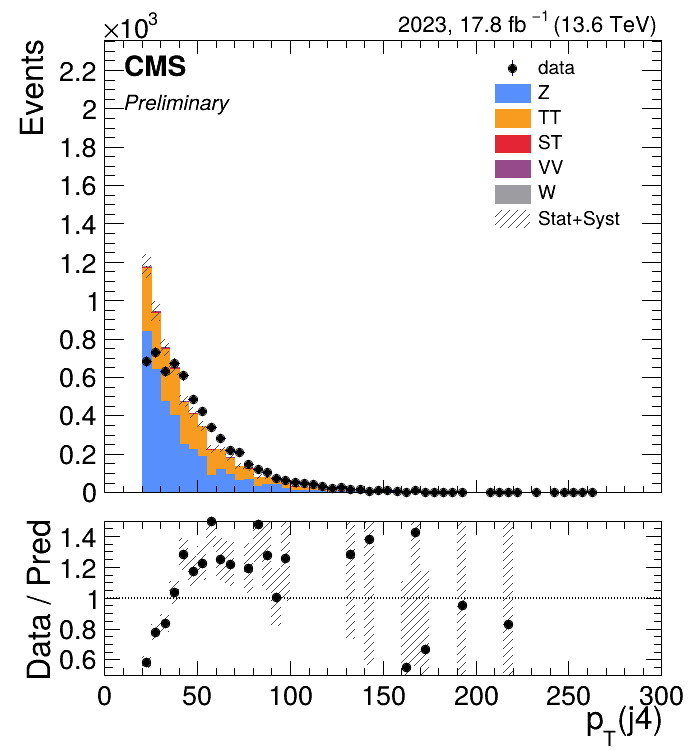 ×10³ 2023, 17.8 fb⁻¹ (13.6 TeV)
Events
CMS
Preliminary
data
Z
TT
ST
VV
W
Stat+Syst
2.2
2
1.8
1.6
1.4
1.2
1
0.8
0.6
0.4
0.2
0
Data / Pred
1.4
1.2
1
0.8
0.6
0 50 100 150 200 250 300
p_T(j4)